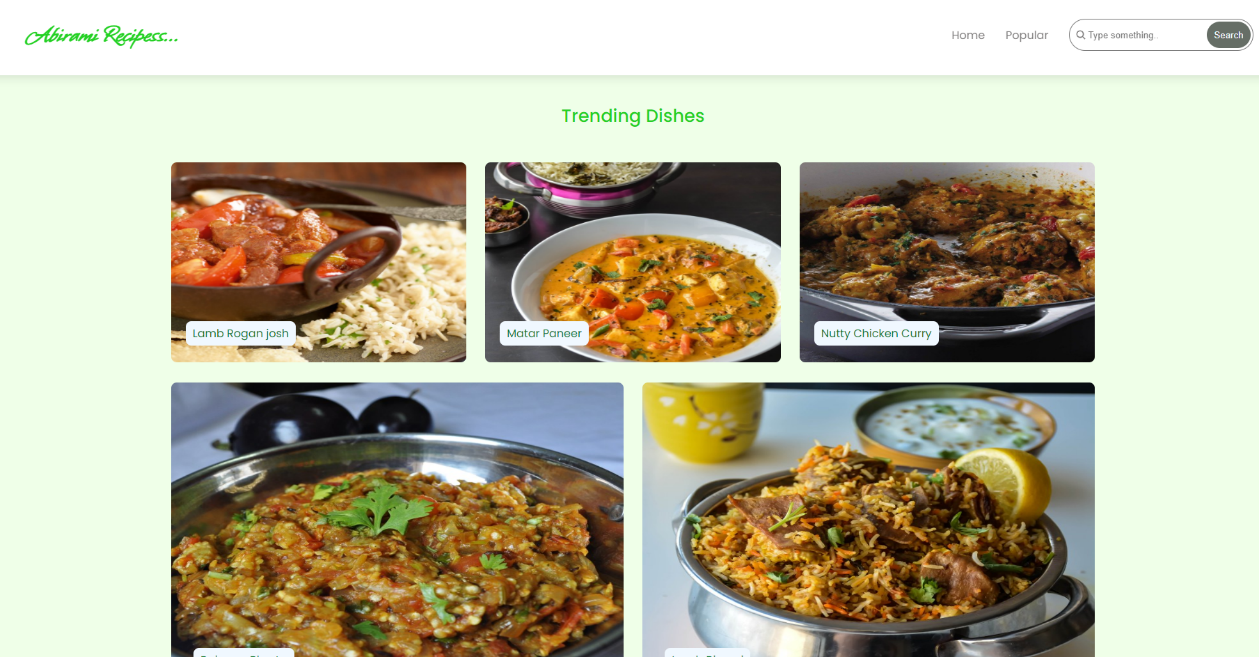 Abirami Recipess...
Home
Popular
Type something..
Search
Trending Dishes
Lamb Rogan josh
Matar Paneer
Nutty Chicken Curry